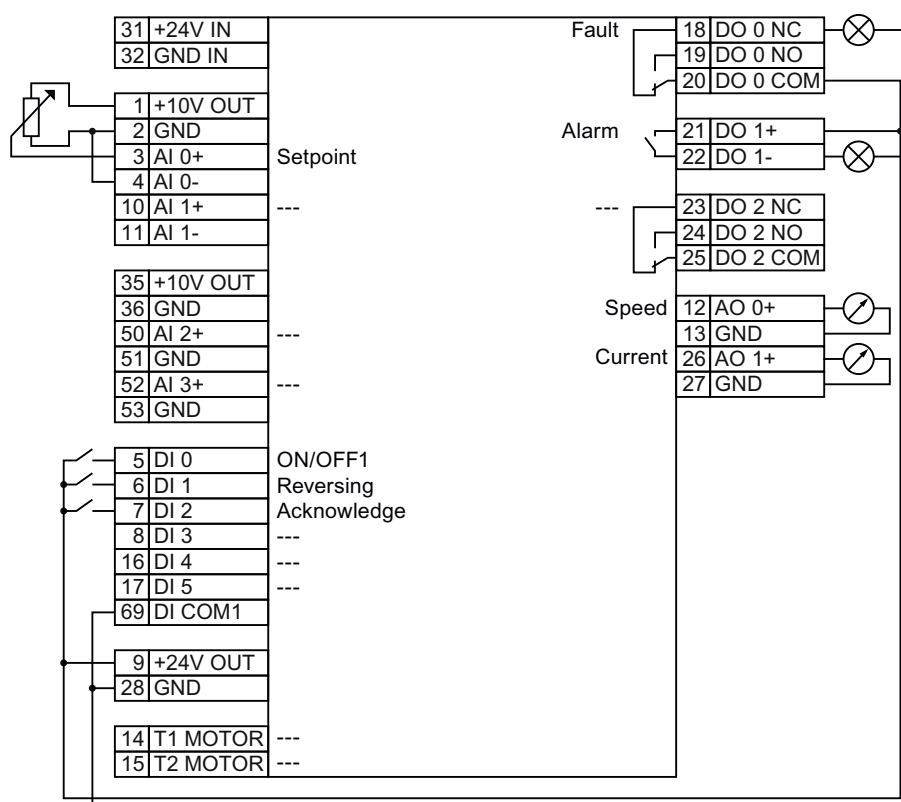 31 +24V IN
32 GND IN
1 +10V OUT
2 GND
3 AI 0+ Setpoint
4 AI 0-
10 AI 1+ ---
11 AI 1-
35 +10V OUT
36 GND
50 AI 2+ ---
51 GND
52 AI 3+ ---
53 GND
5 DI 0 ON/OFF1
6 DI 1 Reversing
7 DI 2 Acknowledge
8 DI 3 ---
16 DI 4 ---
17 DI 5 ---
69 DI COM1
9 +24V OUT
28 GND
14 T1 MOTOR ---
15 T2 MOTOR ---
Fault 18 DO 0 NC
19 DO 0 NO
20 DO 0 COM
Alarm 21 DO 1+
22 DO 1-
--- 23 DO 2 NC
24 DO 2 NO
25 DO 2 COM
Speed 12 AO 0+
13 GND
Current 26 AO 1+
27 GND